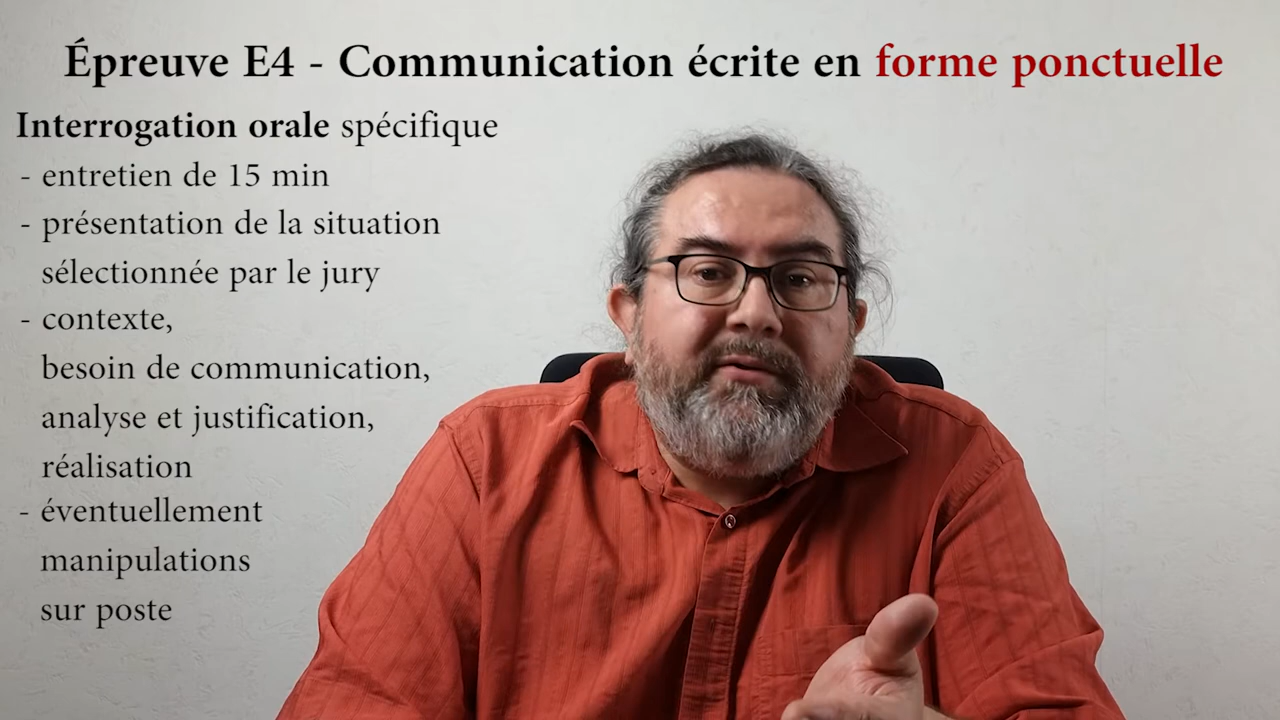 Épreuve E4 - Communication écrite en forme ponctuelle
Interrogation orale spécifique
- entretien de 15 min
- présentation de la situation
sélectionnée par le jury
- contexte,
besoin de communication,
analyse et justification,
réalisation
- éventuellement
manipulations
sur poste